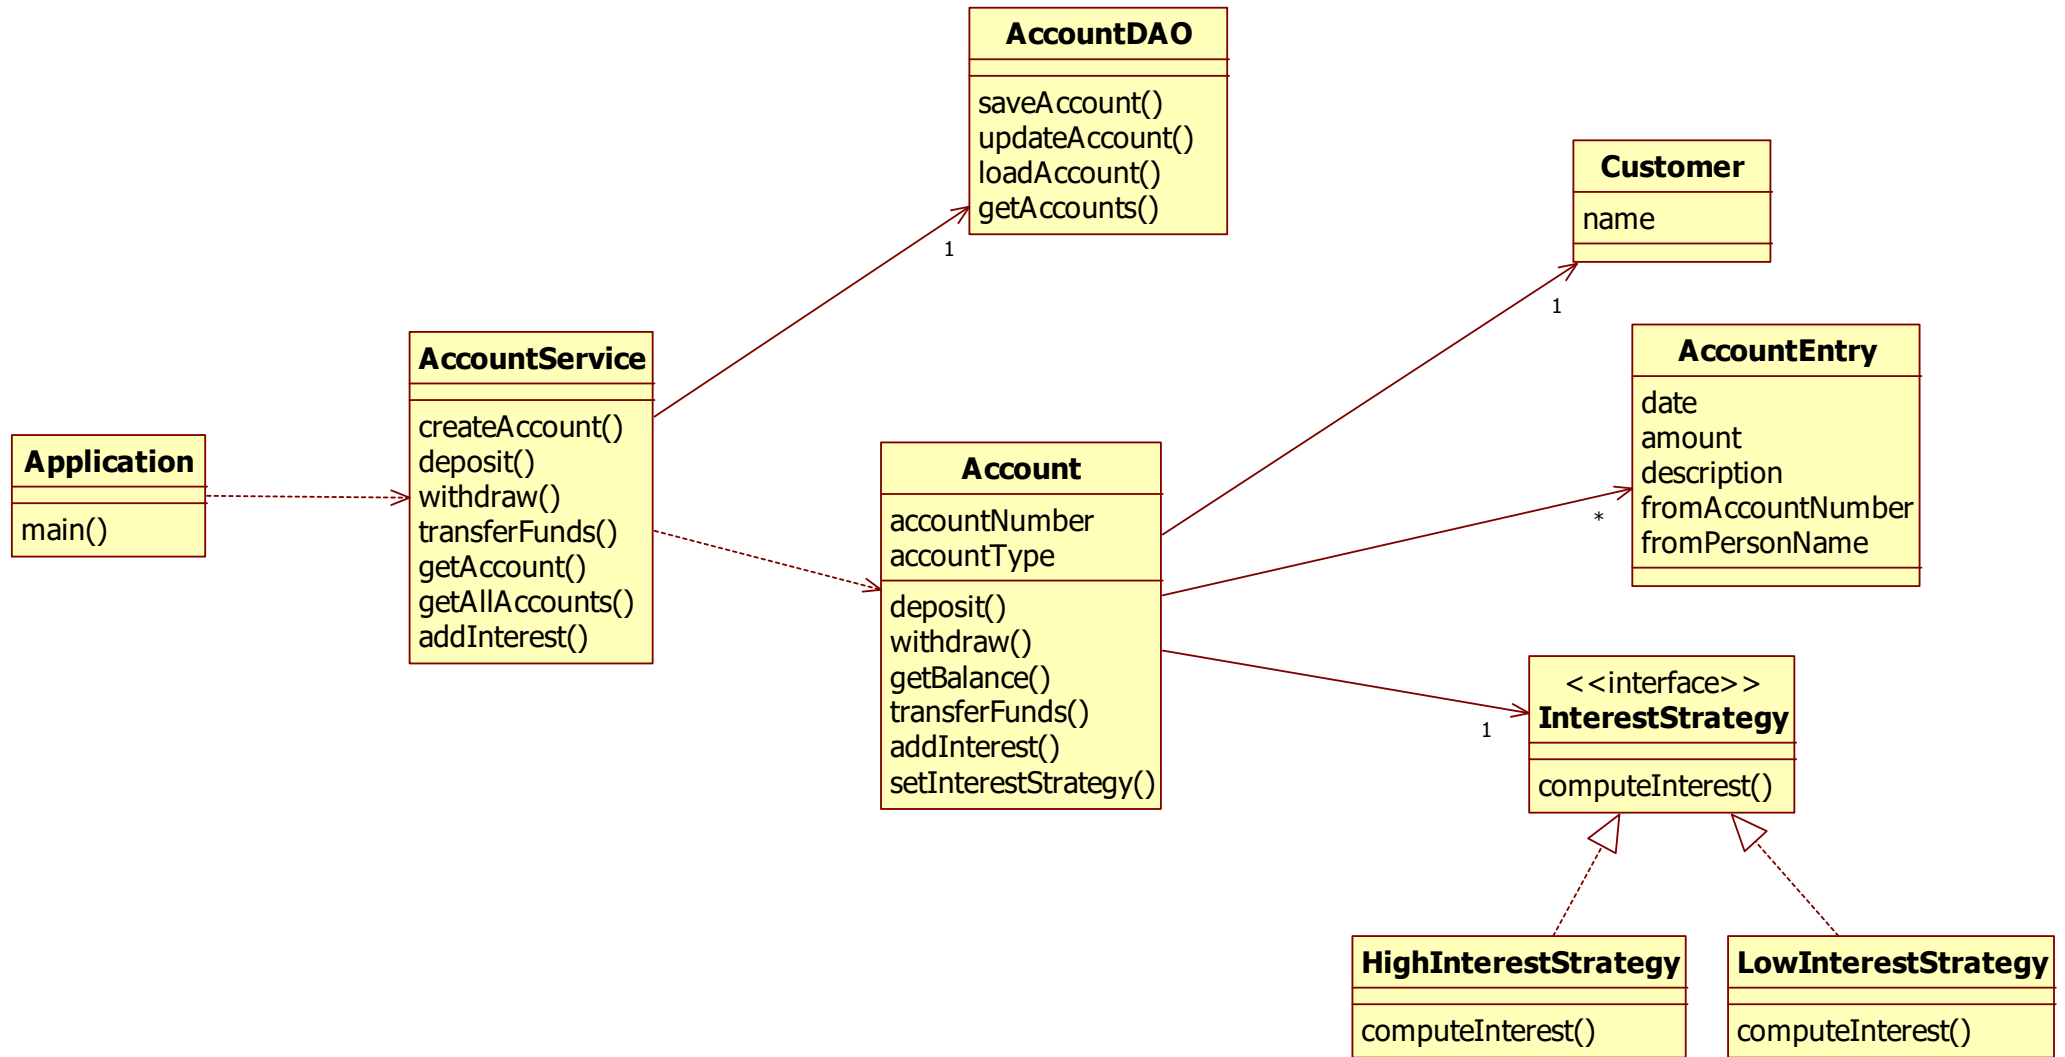 AccountDAO
saveAccount()
updateAccount()
loadAccount()
getAccounts()
1
Customer
name
1
AccountService
createAccount()
deposit()
withdraw()
transferFunds()
getAccount()
getAllAccounts()
addInterest()
Application
main()
Account
accountNumber
accountType
deposit()
withdraw()
getBalance()
transferFunds()
addInterest()
setInterestStrategy()
AccountEntry
date
amount
description
fromAccountNumber
fromPersonName
*
<<interface>>
InterestStrategy
computeInterest()
1
HighInterestStrategy
computeInterest()
LowInterestStrategy
computeInterest()